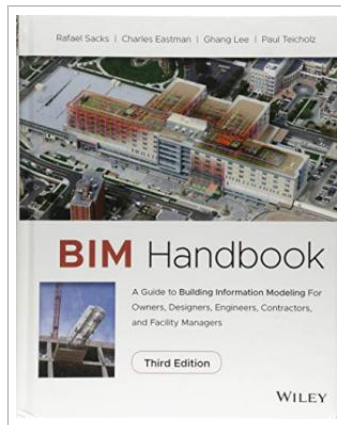 Rafael Sacks | Charles Eastman | Ghang Lee | Paul Teicholz
BIM Handbook
A Guide to Building Information Modeling For
Owners, Designers, Engineers, Contractors,
and Facility Managers
Third Edition
WILEY